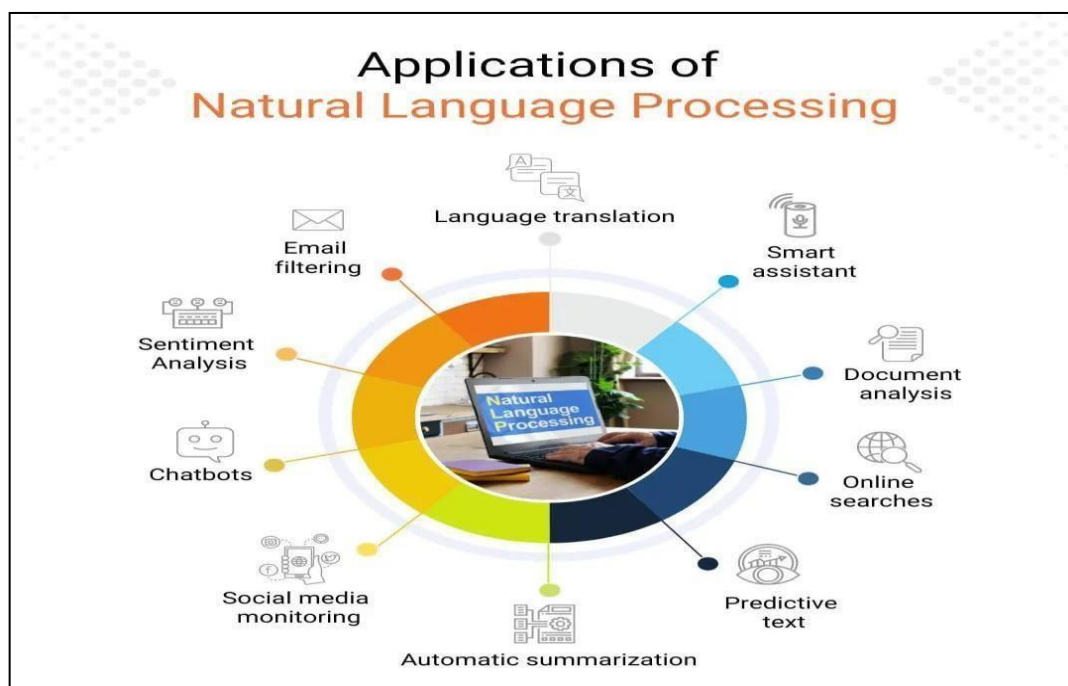 Applications of
Natural Language Processing
Language translation
Smart
assistant
Document
analysis
Online
searches
Predictive
text
Automatic summarization
Social media
monitoring
Chatbots
Sentiment
Analysis
Email
filtering
Natural
Language
Processing